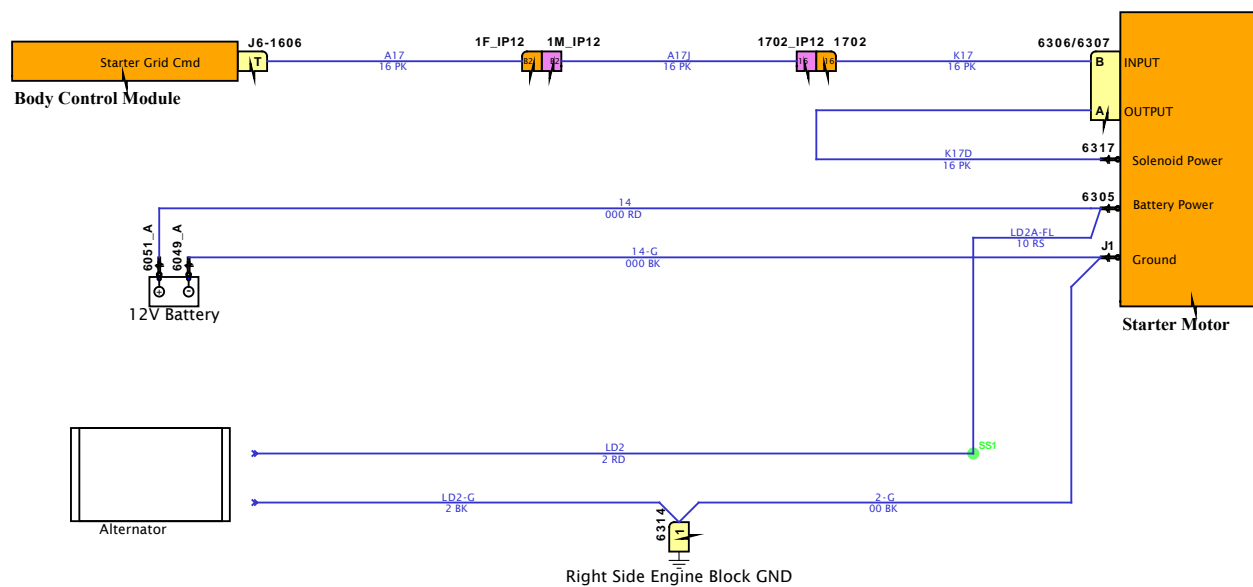 J6-1606
1F_IP12
1M_IP12
1702_IP12
1702
6306/6307
Starter Grid Cmd
T
A17
16 PK
B2
B2
A17J
16 PK
16
16
K17
16 PK
B
INPUT
Body Control Module
A
OUTPUT
K17D
16 PK
6317
Solenoid Power
14
000 RD
6305
Battery Power
LD2A-FL
10 RS
6051_A
6049_A
14-G
000 BK
J1
Ground
+
-
12V Battery
Starter Motor
LD2
2 RD
SS1
LD2-G
2 BK
2-G
00 BK
Alternator
6314
1
Right Side Engine Block GND